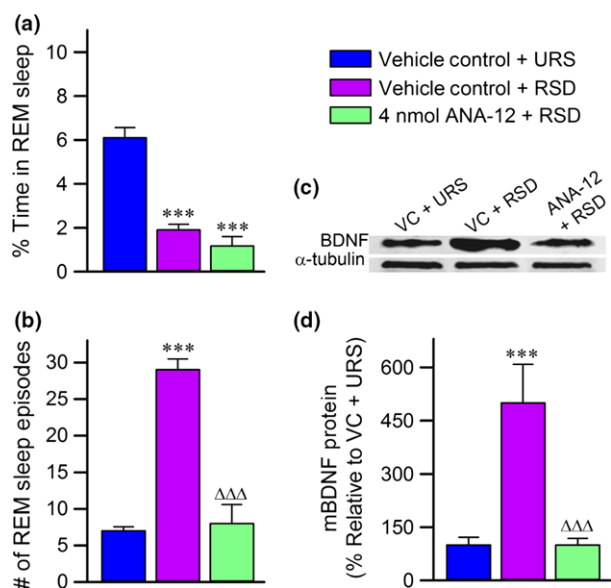 (a)
% Time in REM sleep
6
4
2
0
***
***
Vehicle control + URS
Vehicle control + RSD
4 nmol ANA-12 + RSD
(c)
VC + URS
VC + RSD
ANA-12
+ RSD
BDNF
α-tubulin
(b)
# of REM sleep episodes
30
25
20
15
10
5
0
***
ΔΔΔ
(d)
mBDNF protein
(% Relative to VC + URS)
600
450
300
150
0
***
ΔΔΔ